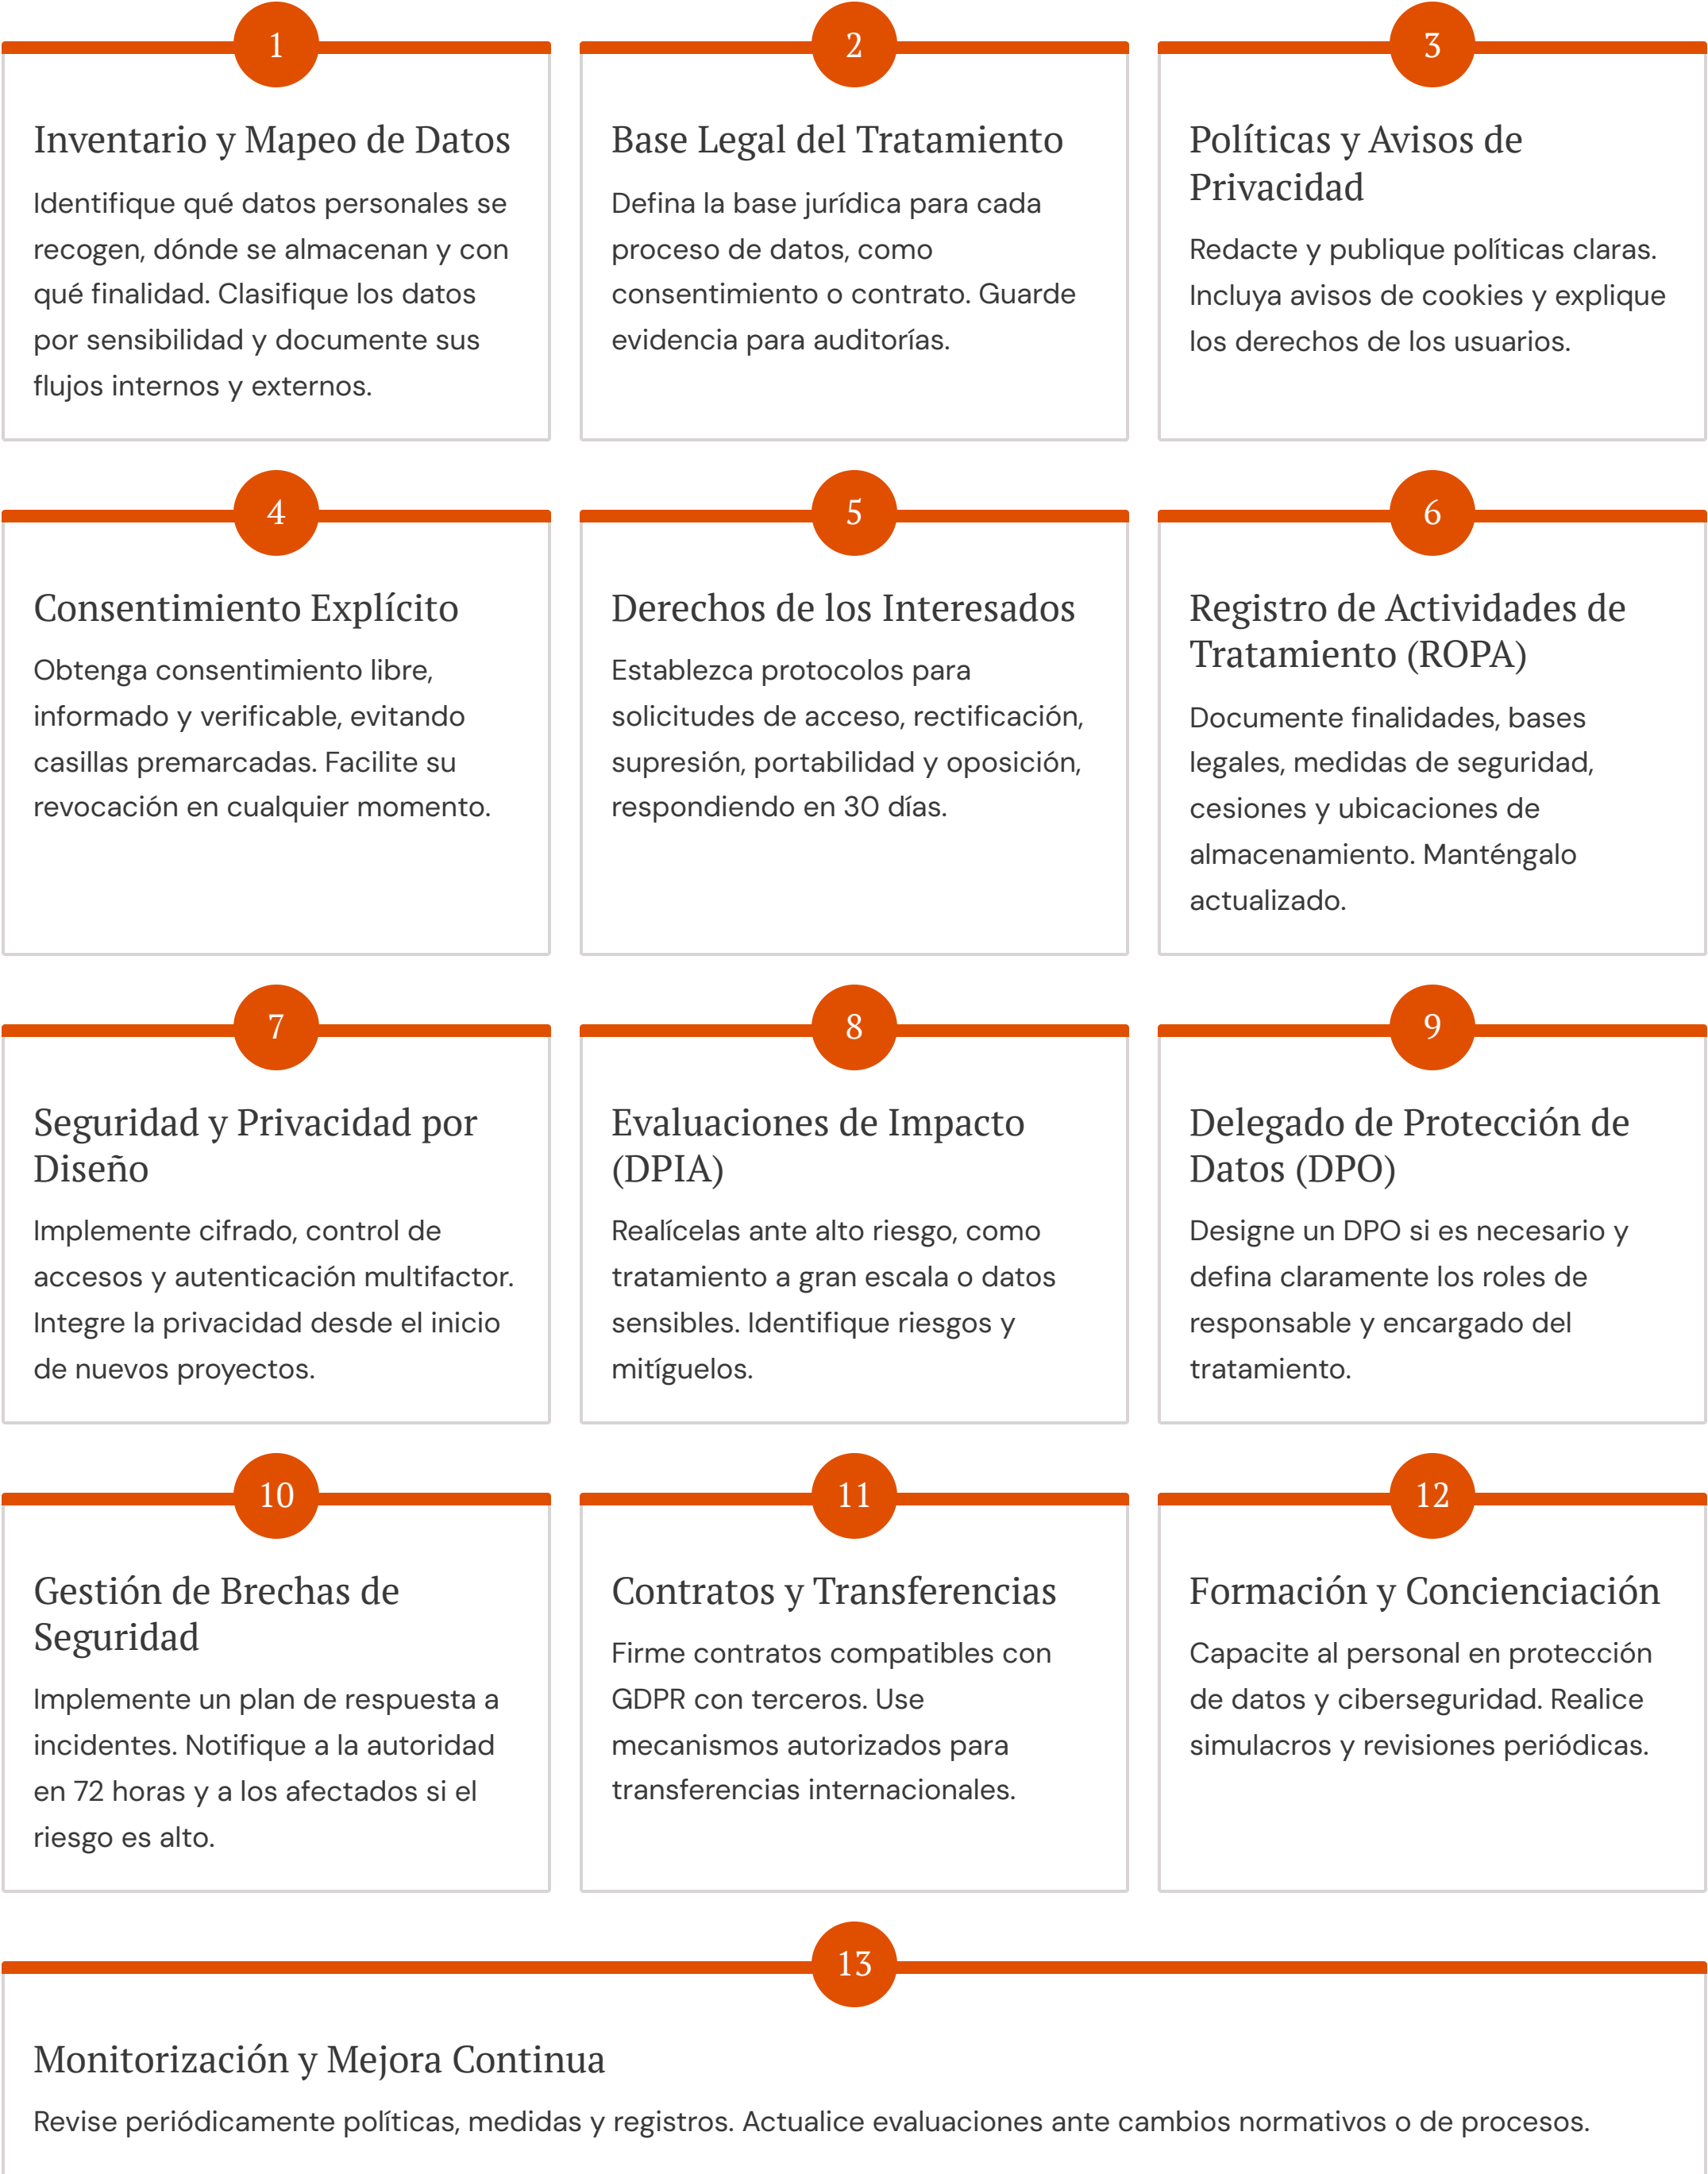 1
Inventario y Mapeo de Datos
Identifique qué datos personales se
recogen, dónde se almacenan y con
qué finalidad. Clasifique los datos
por sensibilidad y documente sus
flujos internos y externos.
2
Base Legal del Tratamiento
Defina la base jurídica para cada
proceso de datos, como
consentimiento o contrato. Guarde
evidencia para auditorías.
3
Políticas y Avisos de
Privacidad
Redacte y publique políticas claras.
Incluya avisos de cookies y explique
los derechos de los usuarios.
4
Consentimiento Explícito
Obtenga consentimiento libre,
informado y verificable, evitando
casillas premarcadas. Facilite su
revocación en cualquier momento.
5
Derechos de los Interesados
Establezca protocolos para
solicitudes de acceso, rectificación,
supresión, portabilidad y oposición,
respondiendo en 30 días.
6
Registro de Actividades de
Tratamiento (ROPA)
Documente finalidades, bases
legales, medidas de seguridad,
cesiones y ubicaciones de
almacenamiento. Manténgalo
actualizado.
7
Seguridad y Privacidad por
Diseño
Implemente cifrado, control de
accesos y autenticación multifactor.
Integre la privacidad desde el inicio
de nuevos proyectos.
8
Evaluaciones de Impacto
(DPIA)
Realícelas ante alto riesgo, como
tratamiento a gran escala o datos
sensibles. Identifique riesgos y
mitíguelos.
9
Delegado de Protección de
Datos (DPO)
Designe un DPO si es necesario y
defina claramente los roles de
responsable y encargado del
tratamiento.
10
Gestión de Brechas de
Seguridad
Implemente un plan de respuesta a
incidentes. Notifique a la autoridad
en 72 horas y a los afectados si el
riesgo es alto.
11
Contratos y Transferencias
Firme contratos compatibles con
GDPR con terceros. Use
mecanismos autorizados para
transferencias internacionales.
12
Formación y Concienciación
Capacite al personal en protección
de datos y ciberseguridad. Realice
simulacros y revisiones periódicas.
13
Monitorización y Mejora Continua
Revise periódicamente políticas, medidas y registros. Actualice evaluaciones ante cambios normativos o de procesos.